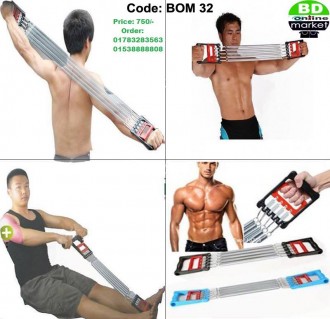 Code: BOM 32
Price: 750/-
Order:
01783283563
01538888808
BD
online
market